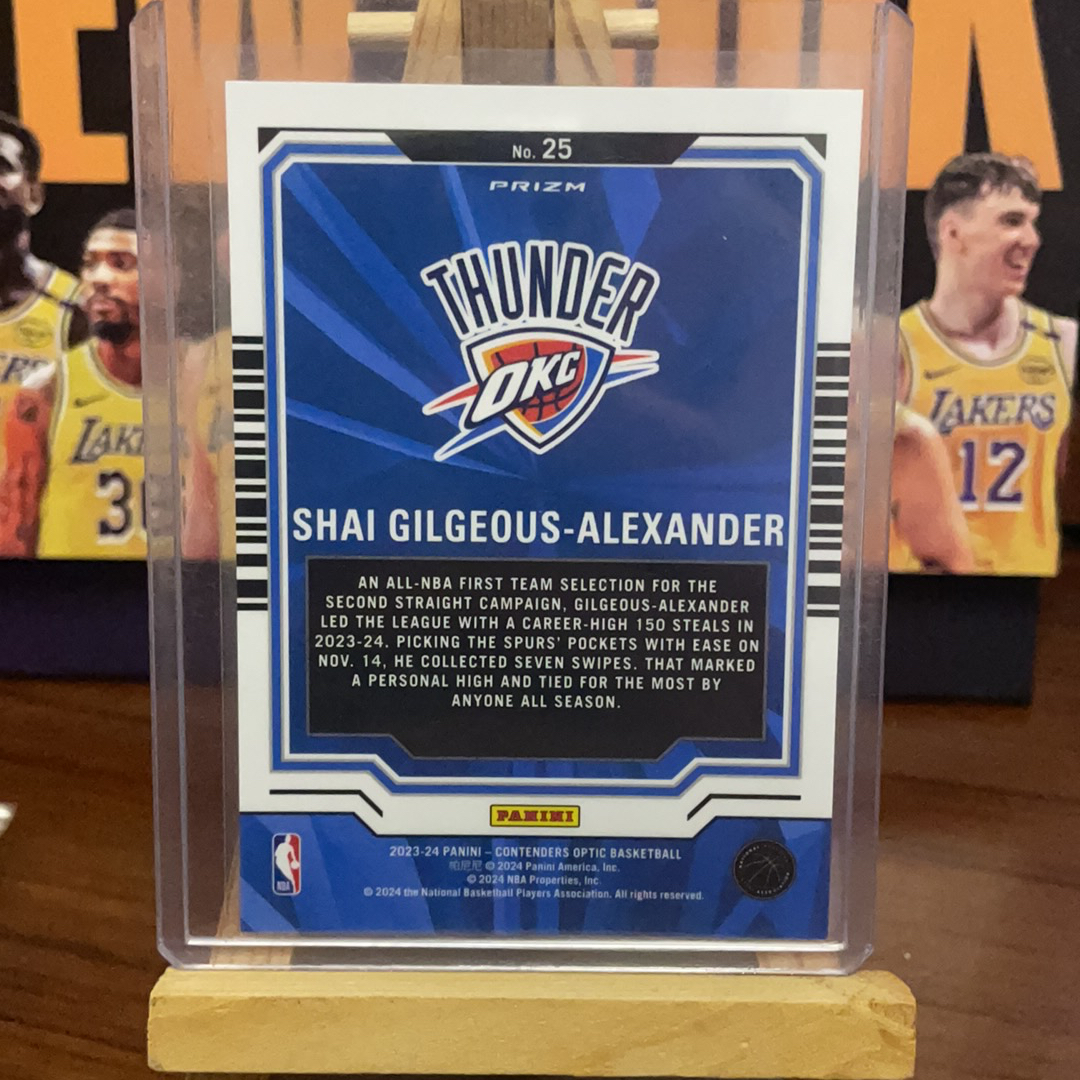 No. 25
PRIZM
THUNDER
OKC
SHAI GILGEOUS-ALEXANDER
AN ALL-NBA FIRST TEAM SELECTION FOR THE
SECOND STRAIGHT CAMPAIGN, GILGEOUS-ALEXANDER
LED THE LEAGUE WITH A CAREER-HIGH 150 STEALS IN
2023-24. PICKING THE SPURS' POCKETS WITH EASE ON
NOV. 14, HE COLLECTED SEVEN SWIPES. THAT MARKED
A PERSONAL HIGH AND TIED FOR THE MOST BY
ANYONE ALL SEASON.
PANINI
2023-24 PANINI – CONTENDERS OPTIC BASKETBALL
帕尼尼 © 2024 Panini America, Inc.
© 2024 NBA Properties, Inc.
© 2024 the National Basketball Players Association. All rights reserved.
NBA
LAKERS
12